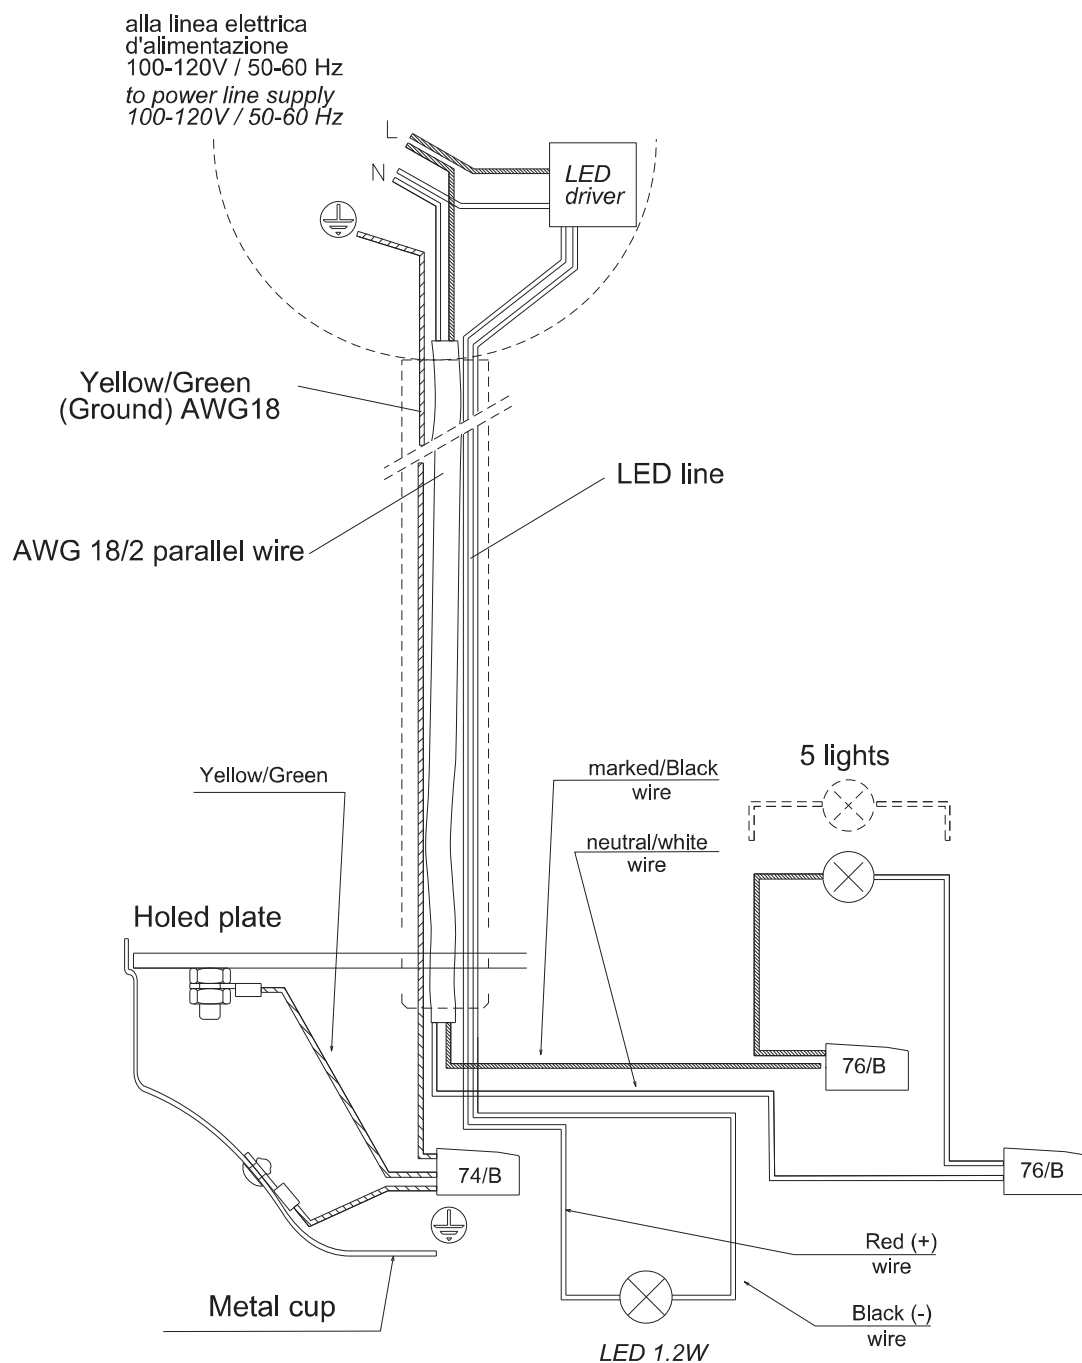 alla linea elettrica
d'alimentazione
100-120V / 50-60 Hz
to power line supply
100-120V / 50-60 Hz
L
N
LED
driver
Yellow/Green
(Ground) AWG18
LED line
AWG 18/2 parallel wire
Yellow/Green
marked/Black
wire
5 lights
neutral/white
wire
Holed plate
76/B
74/B
76/B
Red (+)
wire
Metal cup
Black (-)
wire
LED 1.2W